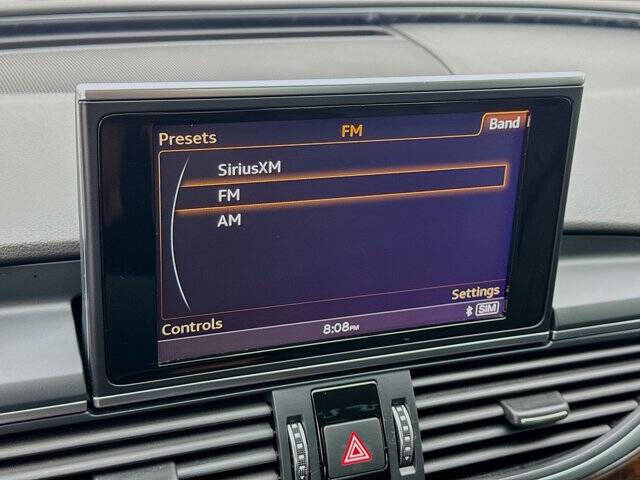 Presets FM Band
SiriusXM
FM
AM
Settings
SIM
Controls 8:08PM